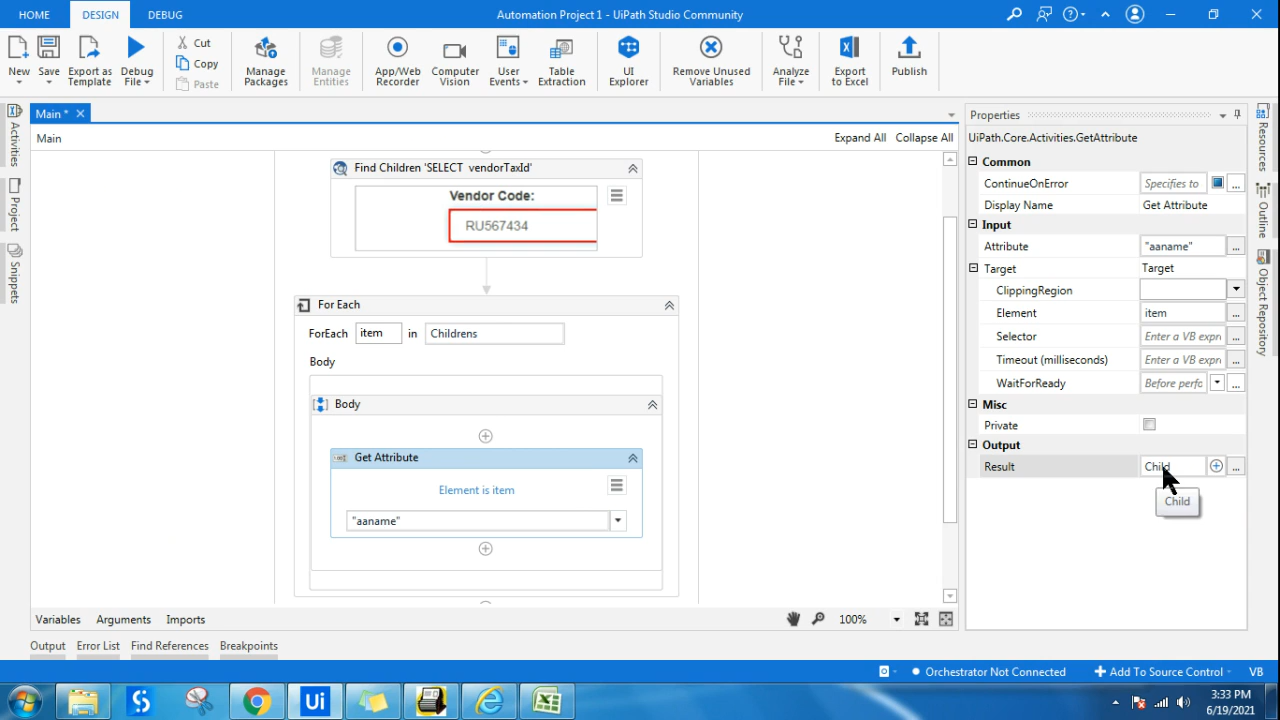 HOME DESIGN DEBUG Automation Project1 - UiPath Studio Community
New Save Export as Template Debug File Cut Copy Paste Manage Packages Manage Entities App/Web Recorder Computer Vision User Events Table Extraction UI Explorer Remove Unused Variables Analyze File Export to Excel Publish
Main *
Main Expand All Collapse All
Activities
Project
Snippets
Find Children 'SELECT vendorTaxId'
Vendor Code:
RU567434
For Each
ForEach item in Childrens
Body
Body
Get Attribute
Element is item
"aaname"
Properties
UiPath.Core.Activities.GetAttribute
Common
ContinueOnError Specifies to ...
Display Name Get Attribute
Input
Attribute "aaname" ...
Target Target
ClippingRegion
Element item ...
Selector Enter a VB expr ...
Timeout (milliseconds) Enter a VB expr ...
WaitForReady Before perfo ...
Misc
Private
Output
Result Child ...
Child
Resources
Outline
Object Repository
Variables Arguments Imports 100%
Output Error List Find References Breakpoints
Orchestrator Not Connected Add To Source Control VB
S Ui
3:33 PM
6/19/2021